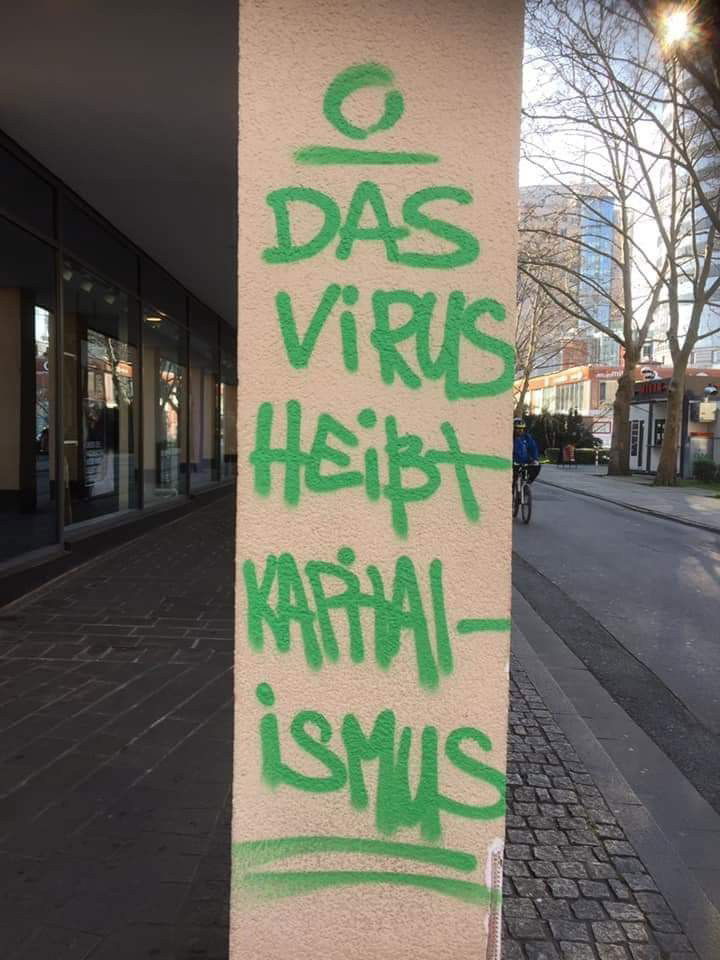 DAS
ViRUS
HEißt
KAPitAl-
iSMUS